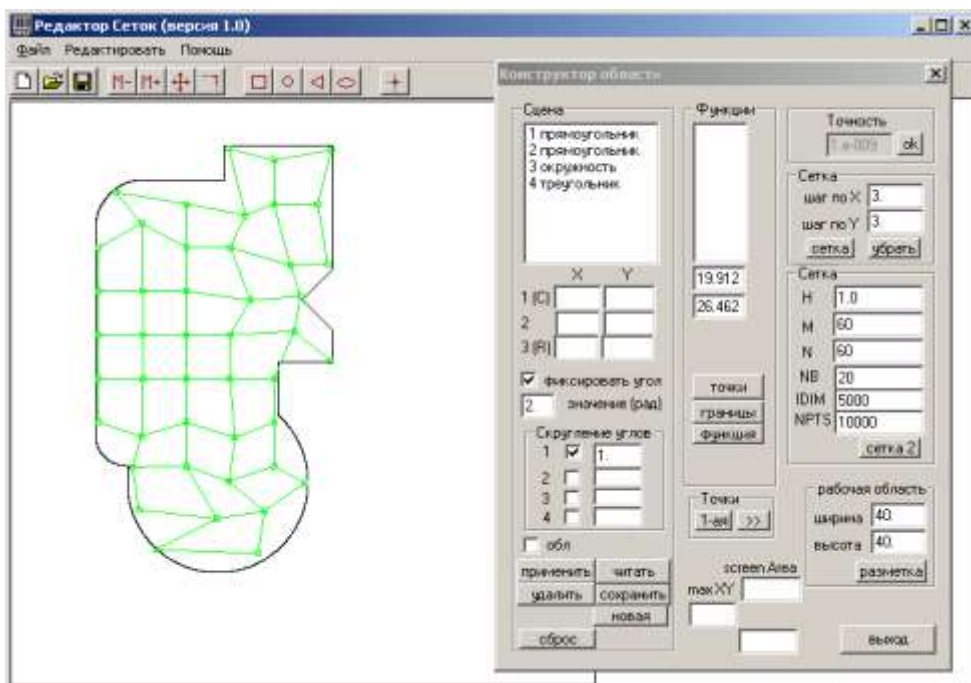 Редактор Сеток (версия 1.0)
Файл Редактировать Помощь
M- M+
Конструктор области
Сцена
1 прямоугольник
2 прямоугольник
3 окружность
4 треугольник
X Y
1 (C)
2
3 (R)
фиксировать угол
2. значение (рад)
Скругление углов
1 1.
2
3
4
обл
применить читать
удалить сохранить
новая
сброс
Функции
19.912
26.462
точки
границы
функция
Точки
1-ая >>
screen Area
max XY
Точность
1.e-009 ok
Сетка
шаг по X 3.
шаг по Y 3.
сетка убрать
Сетка
H 1.0
M 60
N 60
NB 20
IDIM 5000
NPTS 10000
сетка 2
рабочая область
ширина 40.
высота 40.
разметка
выход